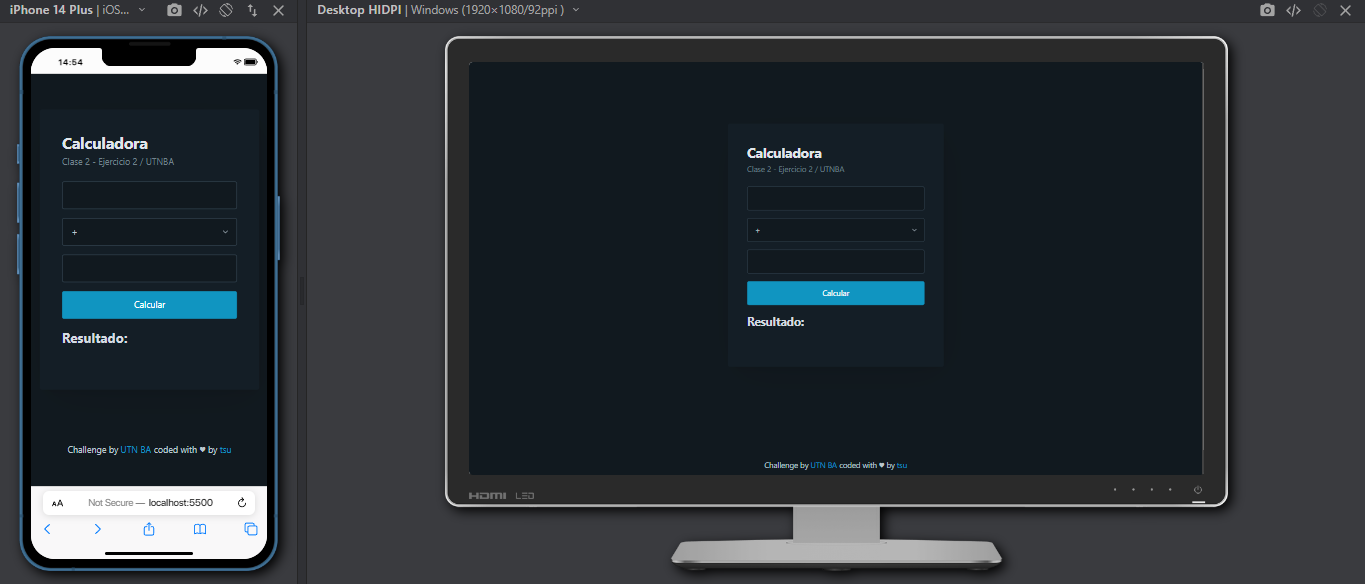 iPhone 14 Plus | iOS...
14:54
Calculadora
Clase 2 - Ejercicio 2 / UTNBA
+
Calcular
Resultado:
Challenge by UTN BA coded with ♥ by tsu
AA Not Secure — localhost:5500
Desktop HIDPI | Windows (1920×1080/92ppi )
Calculadora
Clase 2 - Ejercicio 2 / UTNBA
+
Calcular
Resultado:
Challenge by UTN BA coded with ♥ by tsu
HDMI LED